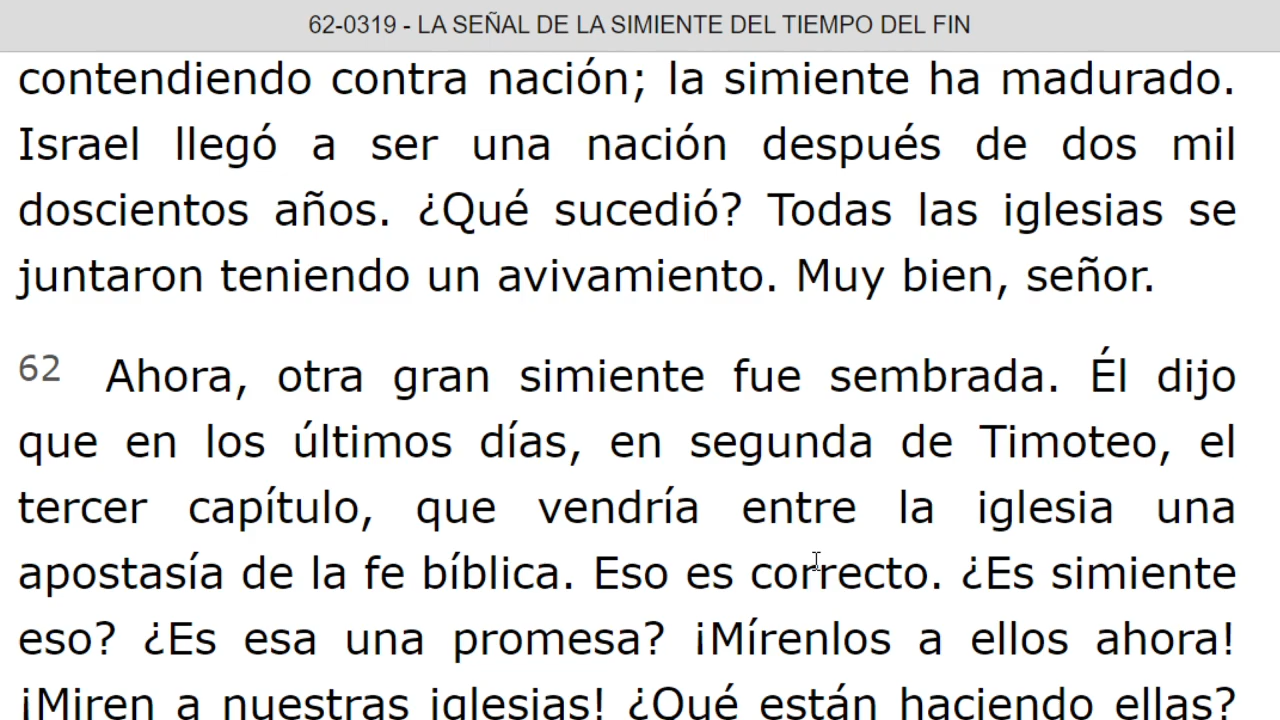 62-0319 - LA SEÑAL DE LA SIMIENTE DEL TIEMPO DEL FIN
contendiendo contra nación; la simiente ha madurado.
Israel llegó a ser una nación después de dos mil
doscientos años. ¿Qué sucedió? Todas las iglesias se
juntaron teniendo un avivamiento. Muy bien, señor.
62 Ahora, otra gran simiente fue sembrada. Él dijo
que en los últimos días, en segunda de Timoteo, el
tercer capítulo, que vendría entre la iglesia una
apostasía de la fe bíblica. Eso es correcto. ¿Es simiente
eso? ¿Es esa una promesa? ¡Mírenlos a ellos ahora!
¡Miren a nuestras iglesias! ¿Qué están haciendo ellas?